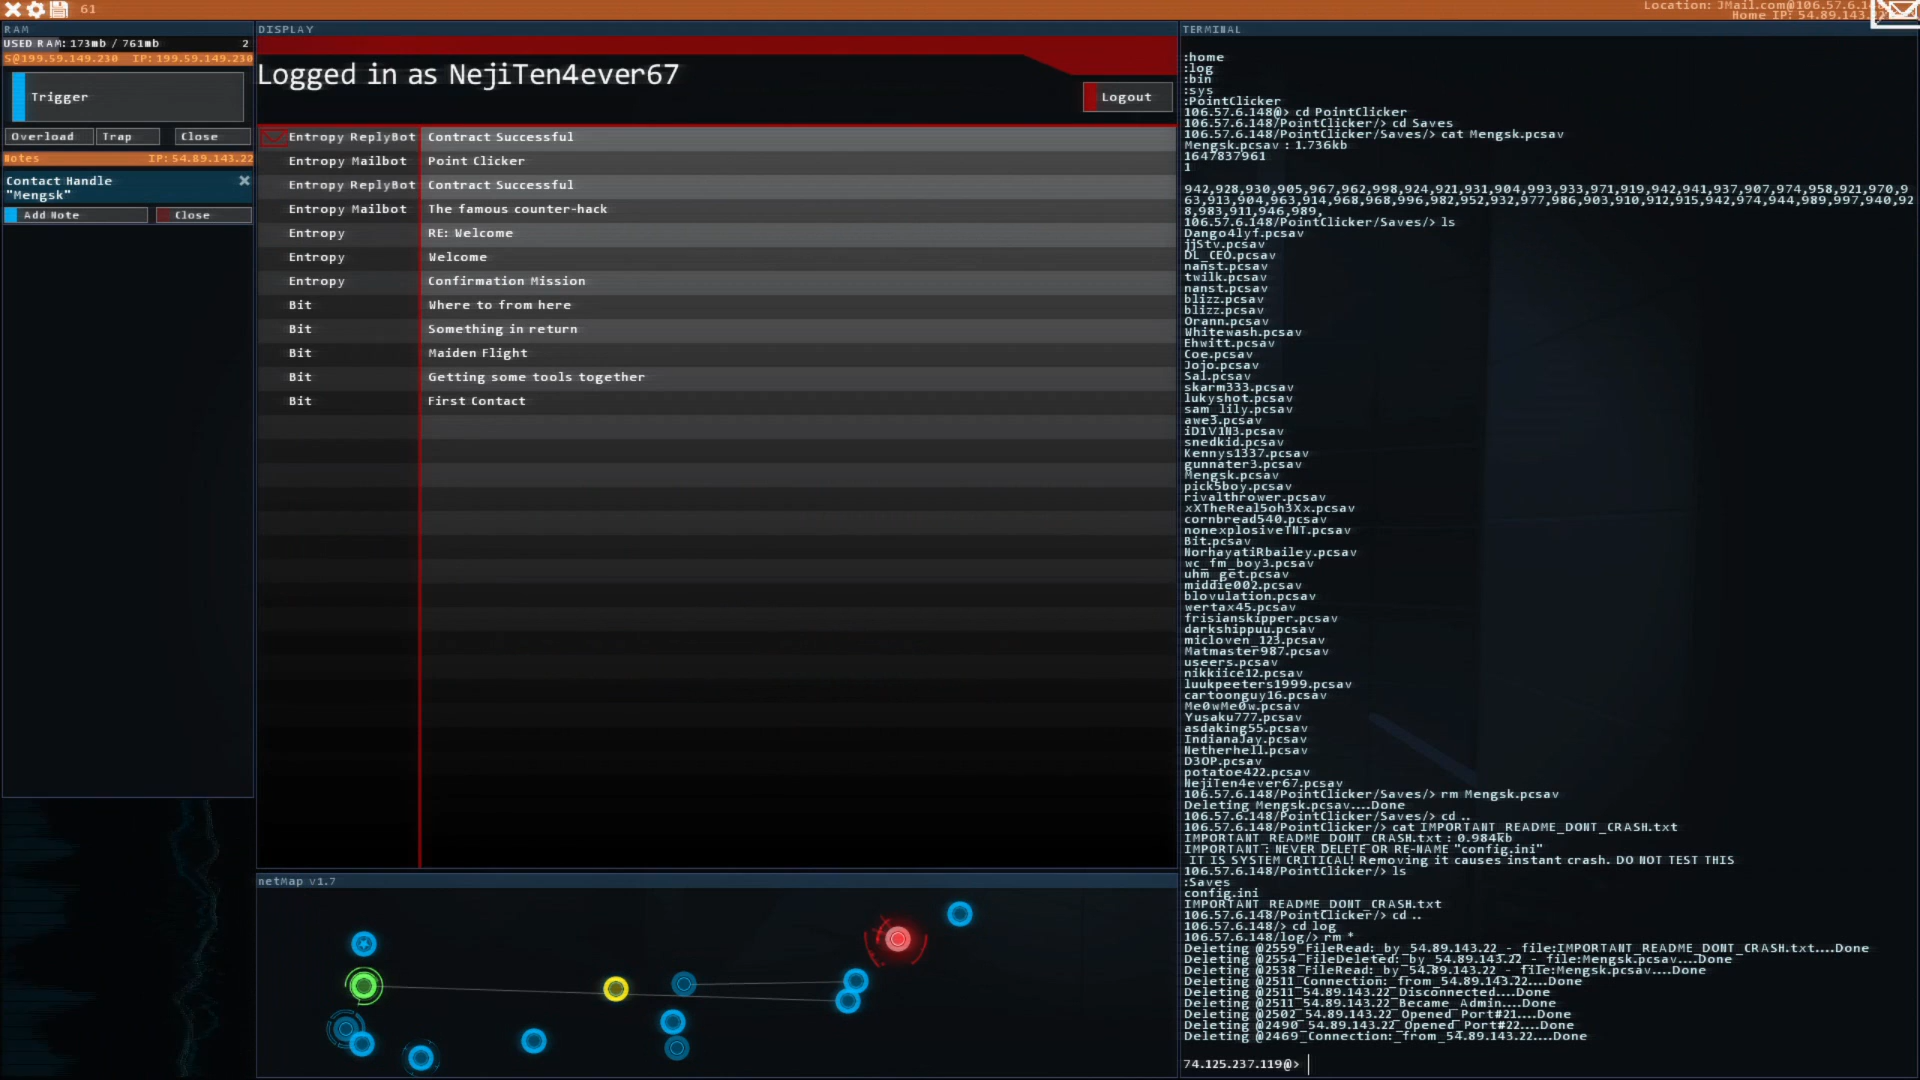 61
Location: JMail.com@106.57.6.1
Home IP: 54.89.143.22
RAM
USED RAM: 173mb / 761mb 2
S@199.59.149.230 IP: 199.59.149.230
Trigger
Overload Trap Close
Notes IP: 54.89.143.22
Contact Handle
"Mengsk"
Add Note Close
DISPLAY
Logged in as NejiTen4ever67
Logout
Entropy ReplyBot Contract Successful
Entropy Mailbot Point Clicker
Entropy ReplyBot Contract Successful
Entropy Mailbot The famous counter-hack
Entropy RE: Welcome
Entropy Welcome
Entropy Confirmation Mission
Bit Where to from here
Bit Something in return
Bit Maiden Flight
Bit Getting some tools together
Bit First Contact
netMap v1.7
TERMINAL
:home
:log
:bin
:sys
:PointClicker
106.57.6.148@> cd PointClicker
106.57.6.148/PointClicker/> cd Saves
106.57.6.148/PointClicker/Saves/> cat Mengsk.pcsav
Mengsk.pcsav : 1.736kb
1647837961
1
942,928,930,905,967,962,998,924,921,931,904,993,933,971,919,942,941,937,907,974,958,921,970,9
63,913,904,963,914,968,968,996,982,952,932,977,986,903,910,912,915,942,974,944,989,997,940,92
8,983,911,946,989,
106.57.6.148/PointClicker/Saves/> ls
Dango4lyf.pcsav
jjStv.pcsav
DL_CEO.pcsav
nanst.pcsav
twilk.pcsav
nanst.pcsav
blizz.pcsav
blizz.pcsav
Orann.pcsav
Whitewash.pcsav
Ehwitt.pcsav
Coe.pcsav
Jojo.pcsav
Sal.pcsav
skarm333.pcsav
lukyshot.pcsav
sam_lily.pcsav
awe3.pcsav
iD1V1N3.pcsav
snedkid.pcsav
Kennys1337.pcsav
gunnater3.pcsav
Mengsk.pcsav
pick5boy.pcsav
rivalthrower.pcsav
xXTheReal5oh3Xx.pcsav
cornbread540.pcsav
nonexplosiveTNT.pcsav
Bit.pcsav
NorhayatiRbailey.pcsav
wc_fm_boy3.pcsav
uhm_get.pcsav
middie002.pcsav
blovulation.pcsav
wertax45.pcsav
frisianskipper.pcsav
darkshippuu.pcsav
micloven_123.pcsav
Matmaster987.pcsav
useers.pcsav
nikkiice12.pcsav
luukpeeters1999.pcsav
cartoonguy16.pcsav
Me0wMe0w.pcsav
Yusaku777.pcsav
asdaking55.pcsav
IndianaJay.pcsav
Netherhell.pcsav
D3OP.pcsav
potatoe422.pcsav
NejiTen4ever67.pcsav
106.57.6.148/PointClicker/Saves/> rm Mengsk.pcsav
Deleting Mengsk.pcsav....Done
106.57.6.148/PointClicker/Saves/> cd ..
106.57.6.148/PointClicker/> cat IMPORTANT_README_DONT_CRASH.txt
IMPORTANT_README_DONT_CRASH.txt : 0.984kb
IMPORTANT : NEVER DELETE OR RE-NAME "config.ini"
IT IS SYSTEM CRITICAL! Removing it causes instant crash. DO NOT TEST THIS
106.57.6.148/PointClicker/> ls
:Saves
config.ini
IMPORTANT_README_DONT_CRASH.txt
106.57.6.148/PointClicker/> cd ..
106.57.6.148/> cd log
106.57.6.148/log/> rm *
Deleting @2559_FileRead:_by_54.89.143.22_-_file:IMPORTANT_README_DONT_CRASH.txt....Done
Deleting @2554_FileDeleted:_by_54.89.143.22_-_file:Mengsk.pcsav....Done
Deleting @2538_FileRead:_by_54.89.143.22_-_file:Mengsk.pcsav....Done
Deleting @2511_Connection:_from_54.89.143.22....Done
Deleting @2511_54.89.143.22_Disconnected....Done
Deleting @2511_54.89.143.22_Became_Admin....Done
Deleting @2502_54.89.143.22_Opened_Port#21....Done
Deleting @2490_54.89.143.22_Opened_Port#22....Done
Deleting @2469_Connection:_from_54.89.143.22....Done
74.125.237.119@>